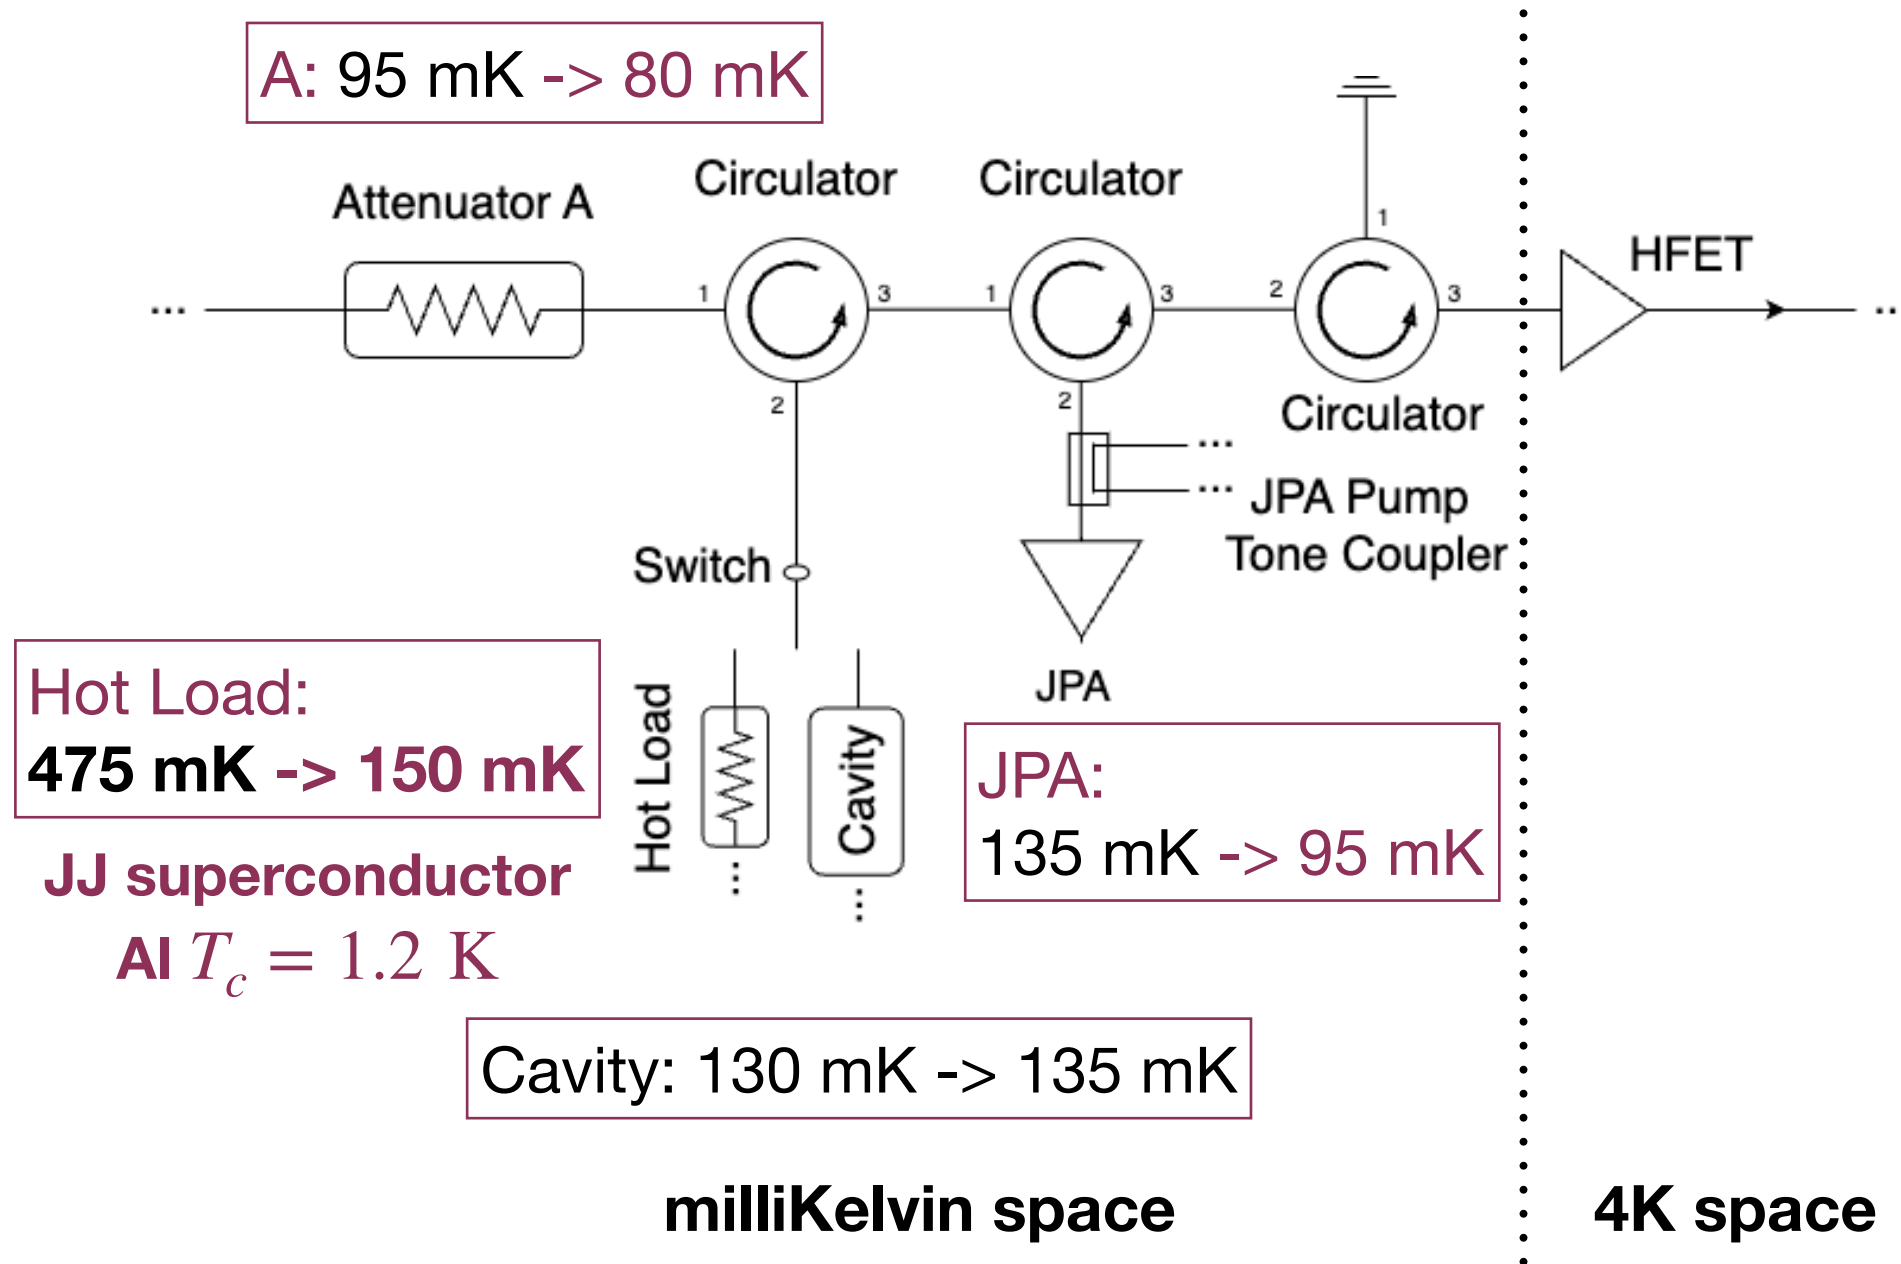 A: 95 mK -> 80 mK
Attenuator A
Circulator
Circulator
1
HFET
...
1
3
1
3
2
3
..
2
2
Circulator
...
...
JPA Pump
Tone Coupler
Switch
JPA
Hot Load:
475 mK -> 150 mK
Hot Load
Cavity
...
...
JPA:
135 mK -> 95 mK
JJ superconductor
Al Tc = 1.2 K
Cavity: 130 mK -> 135 mK
milliKelvin space
4K space